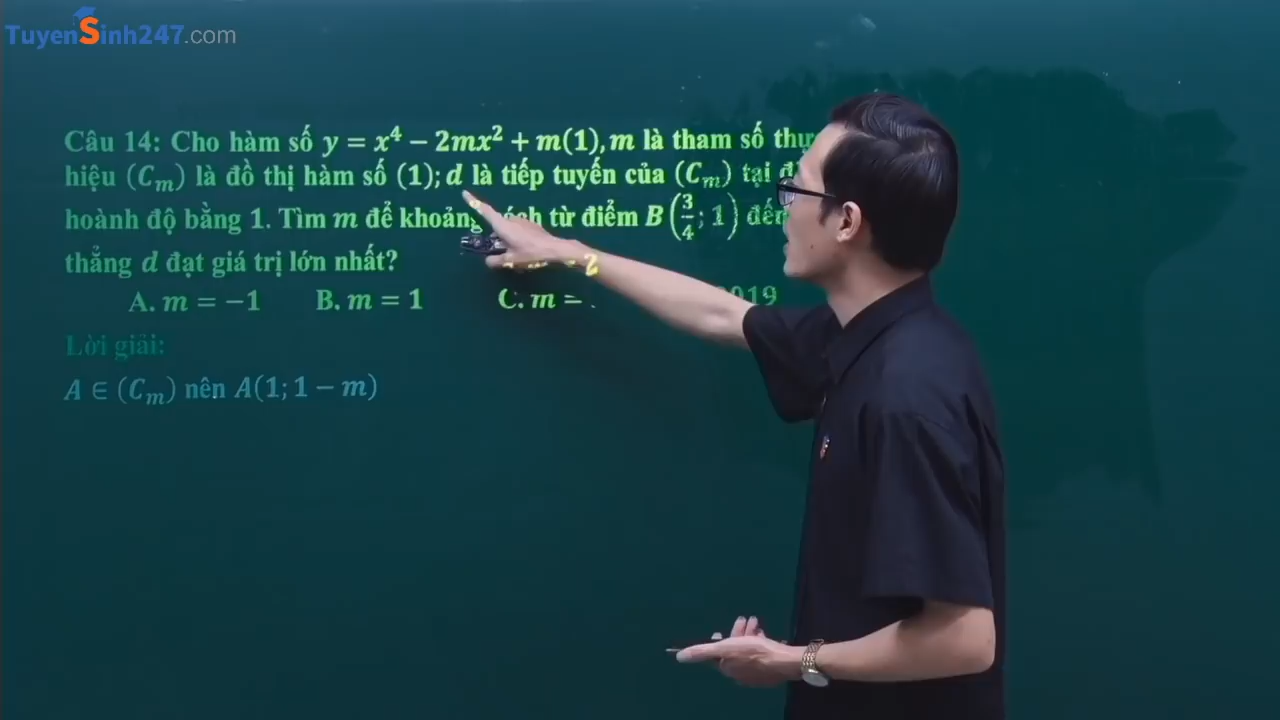 TuyenSinh247.com
Câu 14: Cho hàm số y = x⁴ − 2mx² + m(1), m là tham số
hiệu (Cₘ) là đồ thị hàm số (1); d là tiếp tuyến của (Cₘ) tại
hoành độ bằng 1. Tìm m để khoảng từ điểm B(3/4; 1) đến
thẳng d đạt giá trị lớn nhất?
A. m = −1 B. m = 1 C. m = 2019
Lời giải:
A ∈ (Cₘ) nên A(1; 1 − m)